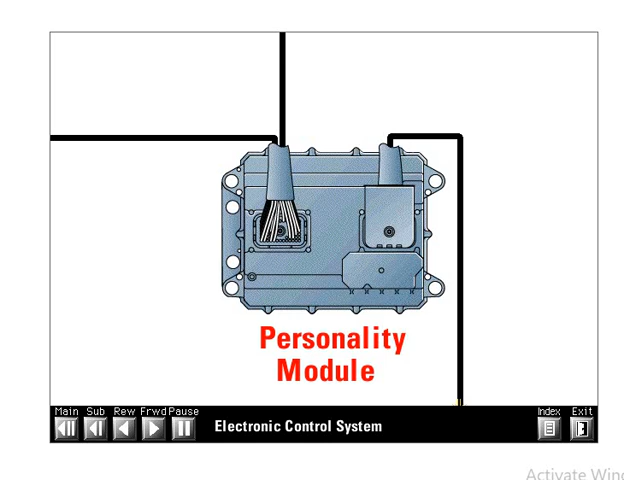 Personality
Module
Main Sub Rew Frwd Pause
Index Exit
Electronic Control System
Activate Wind